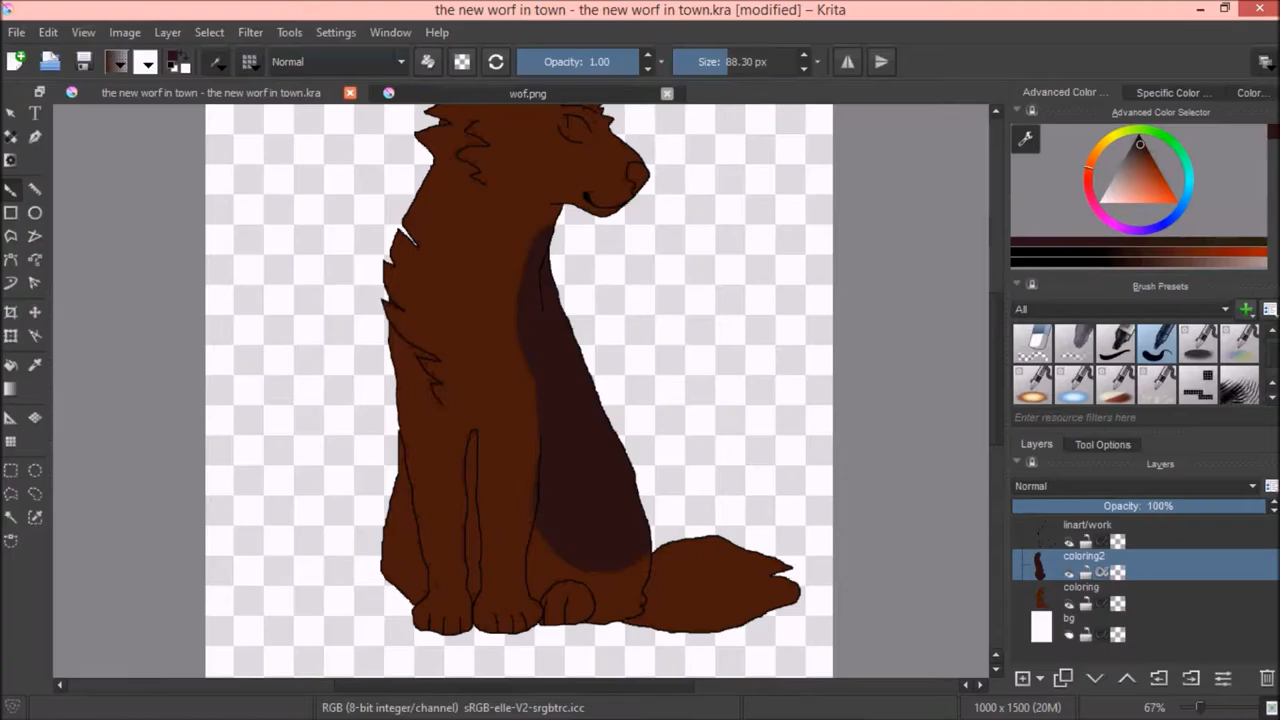 the new worf in town - the new worf in town.kra [modified] – Krita
File Edit View Image Layer Select Filter Tools Settings Window Help
Normal Opacity: 1.00 Size: 88.30 px
the new worf in town - the new worf in town.kra wof.png
Advanced Color ... Specific Color ... Color...
Advanced Color Selector
Brush Presets
All
Enter resource filters here
Layers Tool Options
Layers
Normal
Opacity: 100%
linart/work
coloring2
coloring
bg
RGB (8-bit integer/channel) sRGB-elle-V2-srgbtrc.icc 1000 x 1500 (20M) 67%